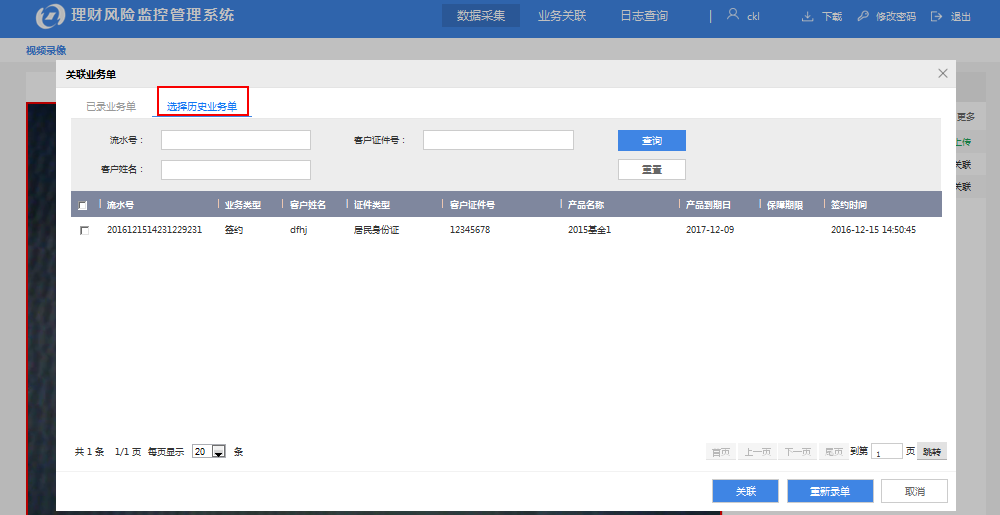 理财风险监控管理系统 数据采集 业务关联 日志查询 | ckl 下载 修改密码 退出
视频录像
关联业务单
已录业务单 选择历史业务单
更多
流水号： 客户证件号： 查询
上传
关联
客户姓名： 重置
关联
流水号 业务类型 客户姓名 证件类型 客户证件号 产品名称 产品到期日 保障期限 签约时间
2016121514231229231 签约 dfhj 居民身份证 12345678 2015基金1 2017-12-09 2016-12-15 14:50:45
共 1 条 1/1 页 每页显示 20 条 首页 上一页 下一页 尾页 到第 1 页 跳转
关联 重新录单 取消